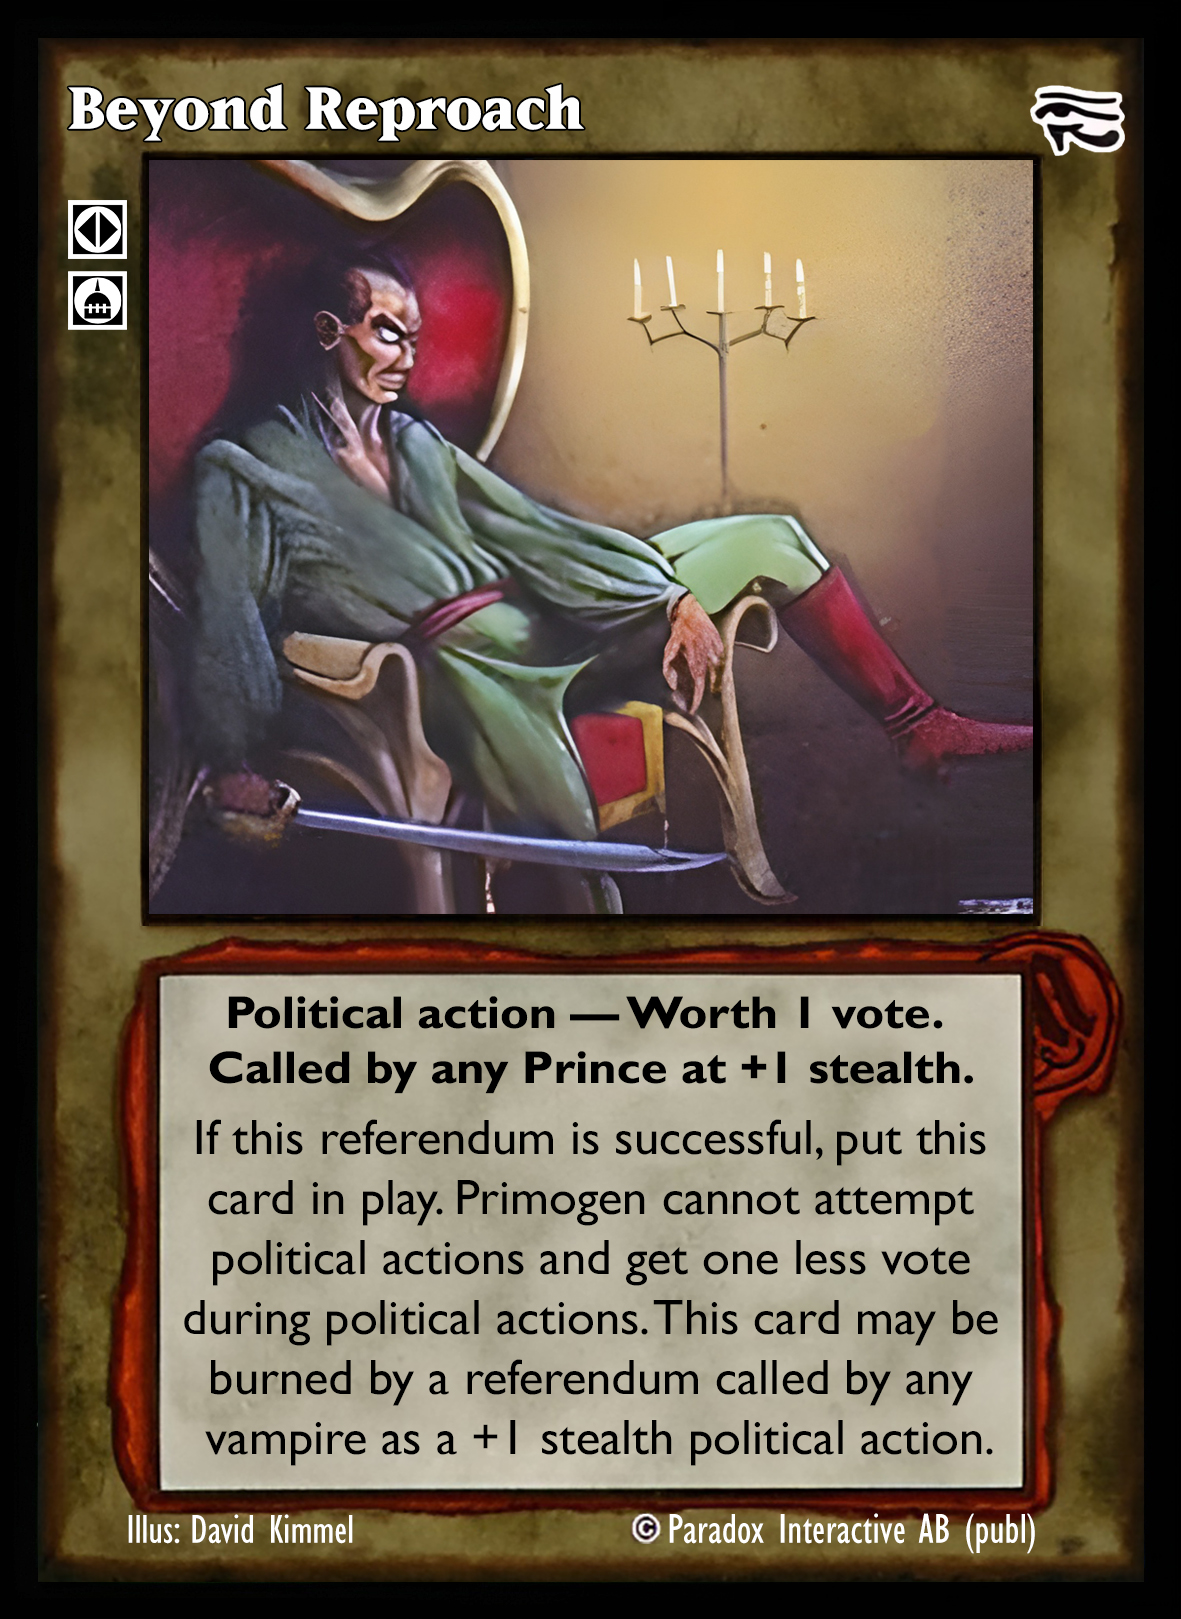 Beyond Reproach
Political action — Worth 1 vote.
Called by any Prince at +1 stealth.
If this referendum is successful, put this
card in play. Primogen cannot attempt
political actions and get one less vote
during political actions. This card may be
burned by a referendum called by any
vampire as a +1 stealth political action.
Illus: David Kimmel
© Paradox Interactive AB (publ)